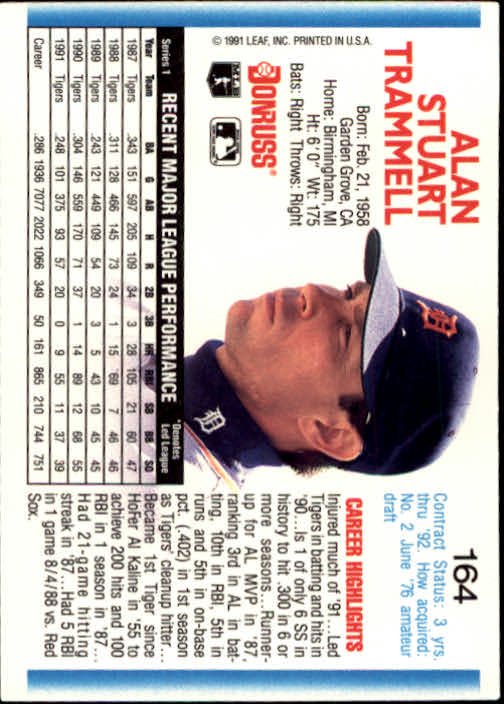 164
ALAN
STUART
TRAMMELL
Born: Feb. 21, 1958
Garden Grove, CA
Home: Birmingham, MI
Ht: 6' 0" Wt: 175
Bats: Right Throws: Right
DONRUSS
MLB
© 1991 LEAF, INC. PRINTED IN U.S.A.
Contract Status: 3 yrs.
thru '92. How acquired:
No. 2 June '76 amateur
draft
CAREER HIGHLIGHTS
Injured much of '91...Led
Tigers in batting and hits in
'90...Is 1 of only 6 SS in
history to hit .300 in 6 or
more seasons...Runner-
up for AL MVP in '87,
ranking 3rd in AL in bat-
ting, 10th in RBI, 5th in
runs and 5th in on-base
pct. (.402) in 1st season
as Tigers' cleanup hitter...
Became 1st Tiger since
HoFer Al Kaline in '55 to
achieve 200 hits and 100
RBI in 1 season in '87...
Had 21-game hitting
streak in '87...Had 5 RBI
in 1 game 8/4/88 vs. Red
Sox.
Series 1 RECENT MAJOR LEAGUE PERFORMANCE *Denotes
Led League
Year Team BA G AB H R 2B 3B HR RBI SB BB SO
1987 Tigers .343 151 597 205 109 34 3 28 105 21 60 47
1988 Tigers .311 128 466 145 73 24 1 15 69 7 46 46
1989 Tigers .243 121 449 109 54 20 3 5 43 10 45 45
1990 Tigers .304 146 559 170 71 37 1 14 89 12 68 55
1991 Tigers .248 101 375 93 57 20 0 9 55 11 37 39
Career .286 1936 7077 2022 1066 349 50 161 865 210 744 751